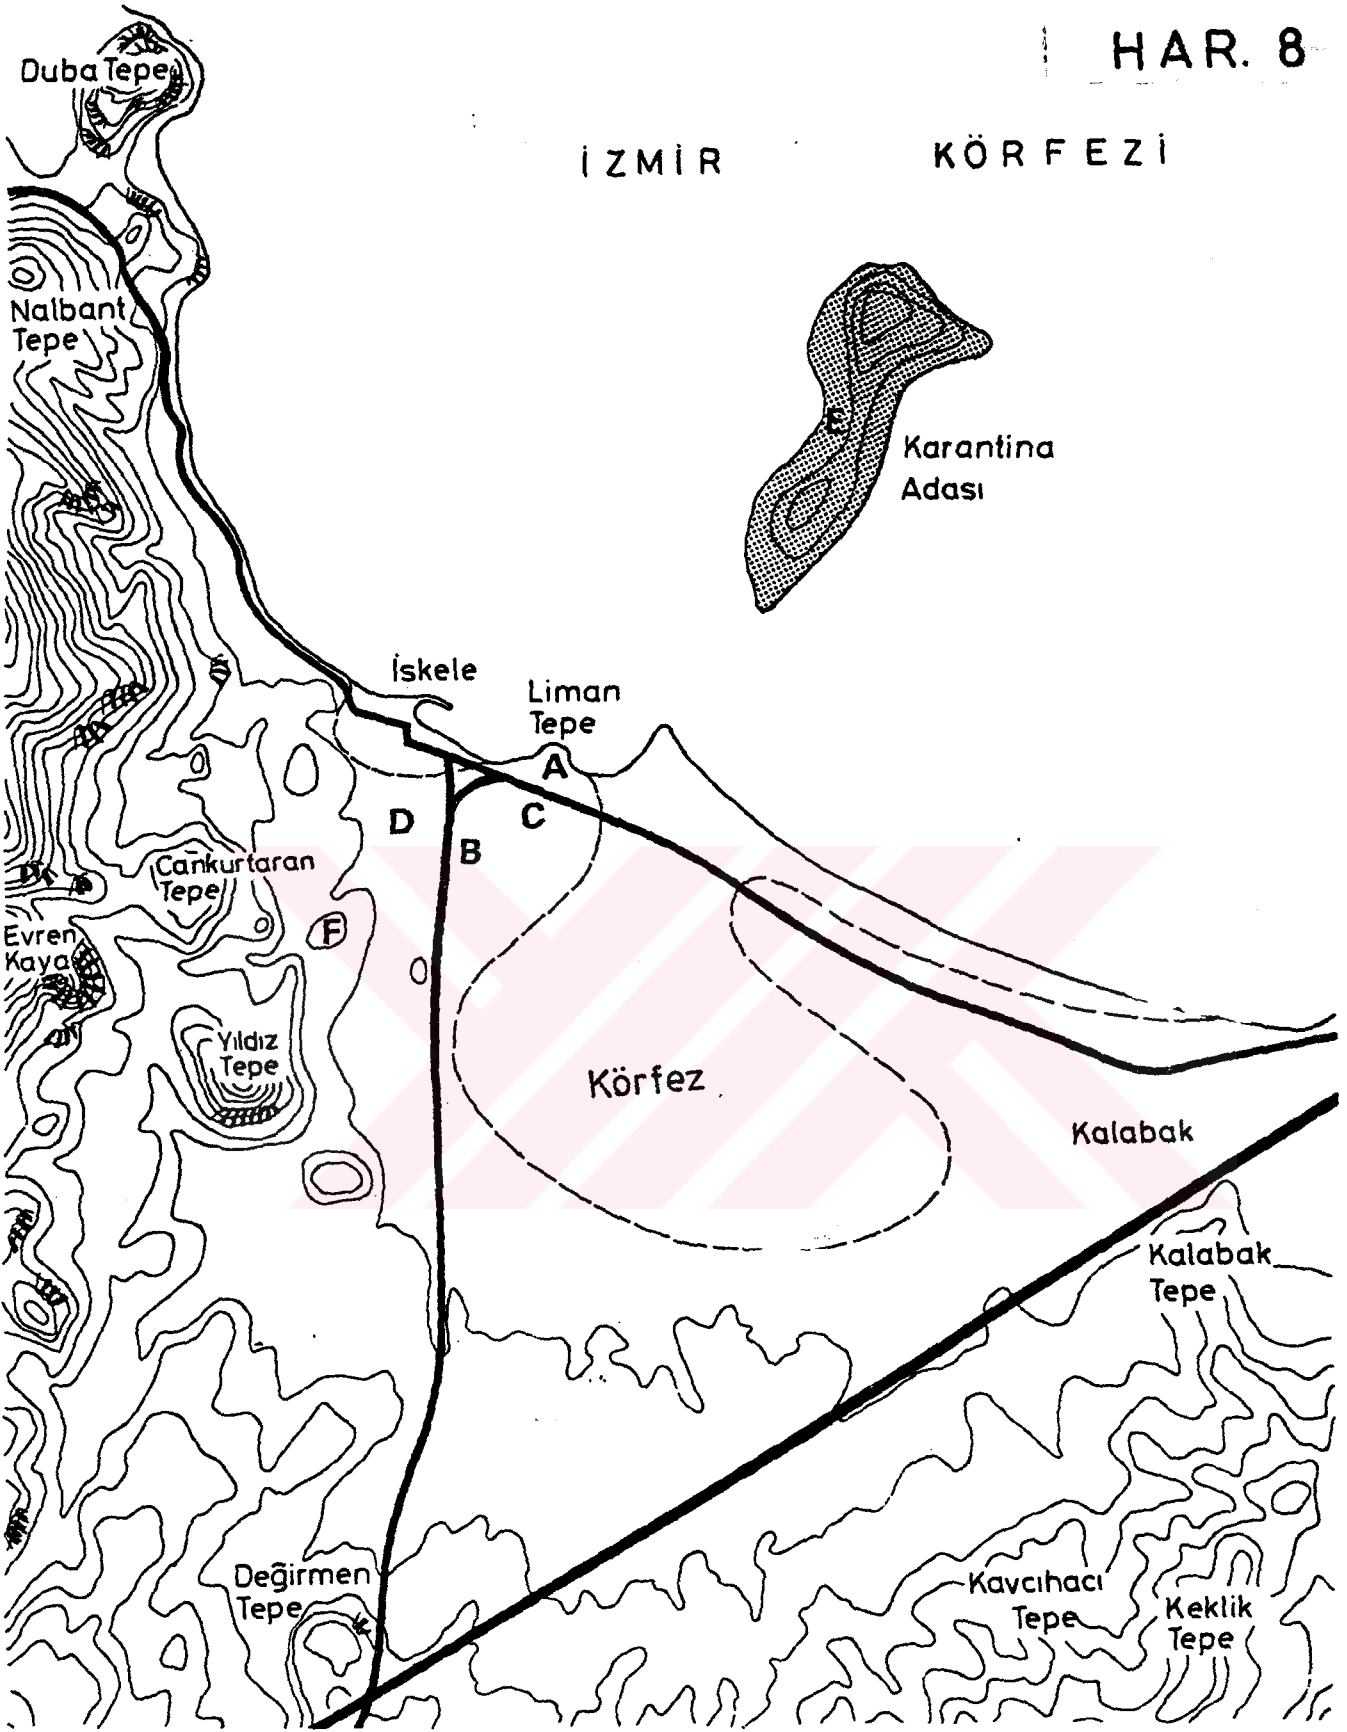 HAR. 8
Duba Tepe
İZMİR KÖRFEZİ
Nalbant
Tepe
E
Karantina
Adası
İskele
Liman
Tepe
A
D
C
B
Cankurtaran
Tepe
F
Evren
Kaya
Yıldız
Tepe
Körfez
Kalabak
Kalabak
Tepe
Değirmen
Tepe
Kavcıhacı
Tepe
Keklik
Tepe